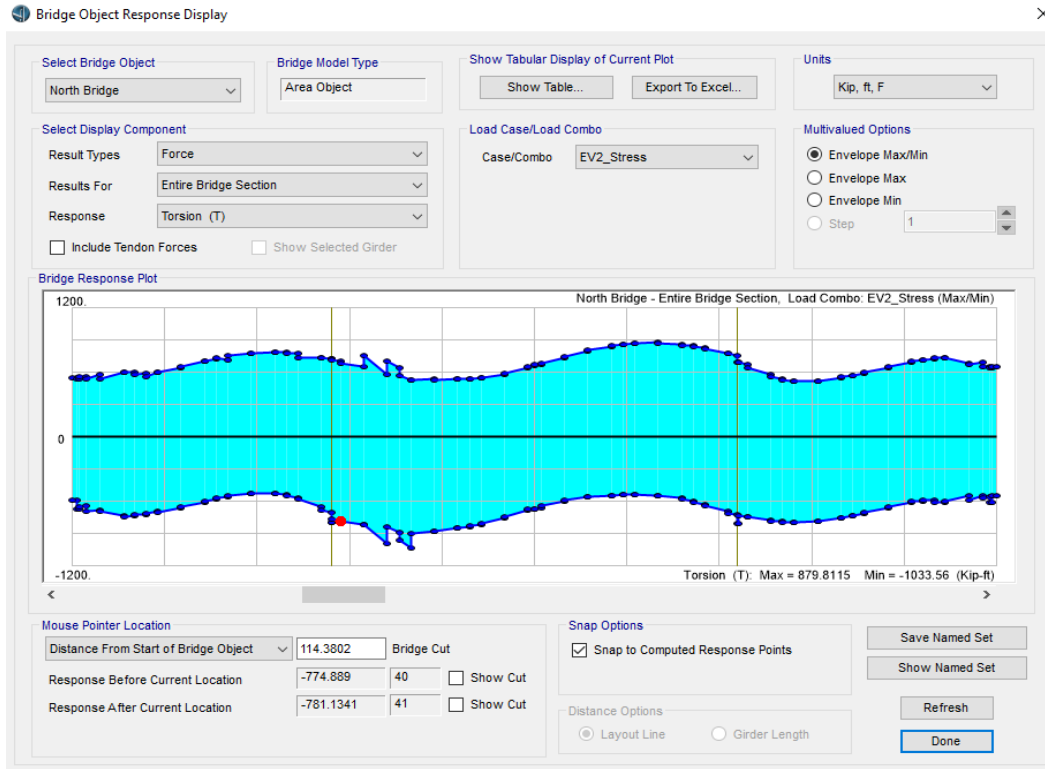 Bridge Object Response Display
Select Bridge Object
North Bridge
Bridge Model Type
Area Object
Show Tabular Display of Current Plot
Show Table...
Export To Excel...
Units
Kip, ft, F
Select Display Component
Result Types
Force
Results For
Entire Bridge Section
Response
Torsion (T)
Include Tendon Forces
Show Selected Girder
Load Case/Load Combo
Case/Combo
EV2_Stress
Multivalued Options
Envelope Max/Min
Envelope Max
Envelope Min
Step
1
Bridge Response Plot
1200.
North Bridge - Entire Bridge Section, Load Combo: EV2_Stress (Max/Min)
0
-1200.
Torsion (T): Max = 879.8115 Min = -1033.56 (Kip-ft)
Mouse Pointer Location
Distance From Start of Bridge Object
114.3802
Bridge Cut
Response Before Current Location
-774.889
40
Show Cut
Response After Current Location
-781.1341
41
Show Cut
Snap Options
Snap to Computed Response Points
Distance Options
Layout Line
Girder Length
Save Named Set
Show Named Set
Refresh
Done